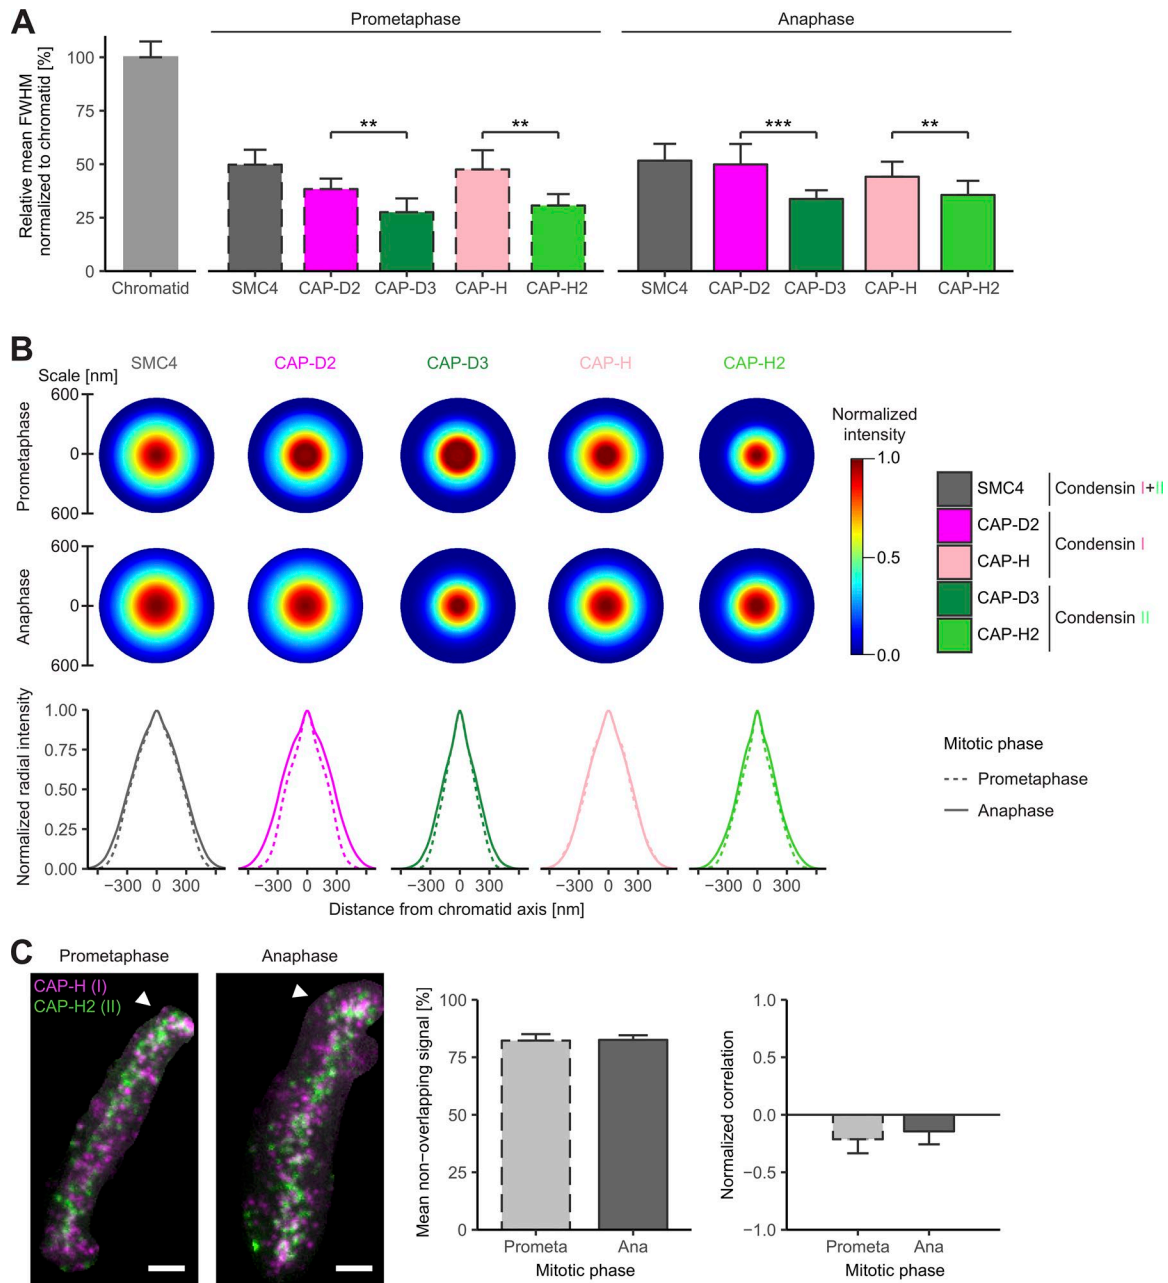 A
Prometaphase
Anaphase
Relative mean FWHM
normalized to chromatid [%]
100
75
50
25
0
**
**
***
**
Chromatid
SMC4
CAP-D2
CAP-D3
CAP-H
CAP-H2
SMC4
CAP-D2
CAP-D3
CAP-H
CAP-H2
B
SMC4
CAP-D2
CAP-D3
CAP-H
CAP-H2
Scale [nm]
600
0
600
Prometaphase
600
0
600
Anaphase
Normalized
intensity
1.0
0.5
0.0
SMC4
CAP-D2
CAP-H
CAP-D3
CAP-H2
Condensin I+II
Condensin I
Condensin II
Normalized radial intensity
1.00
0.75
0.50
0.25
0.00
−300 0 300
−300 0 300
−300 0 300
−300 0 300
−300 0 300
Distance from chromatid axis [nm]
Mitotic phase
Prometaphase
Anaphase
C
Prometaphase
Anaphase
CAP-H (I)
CAP-H2 (II)
Mean non-overlapping signal [%]
100
75
50
25
0
Prometa
Ana
Mitotic phase
Normalized correlation
1.0
0.5
0.0
−0.5
−1.0
Prometa
Ana
Mitotic phase